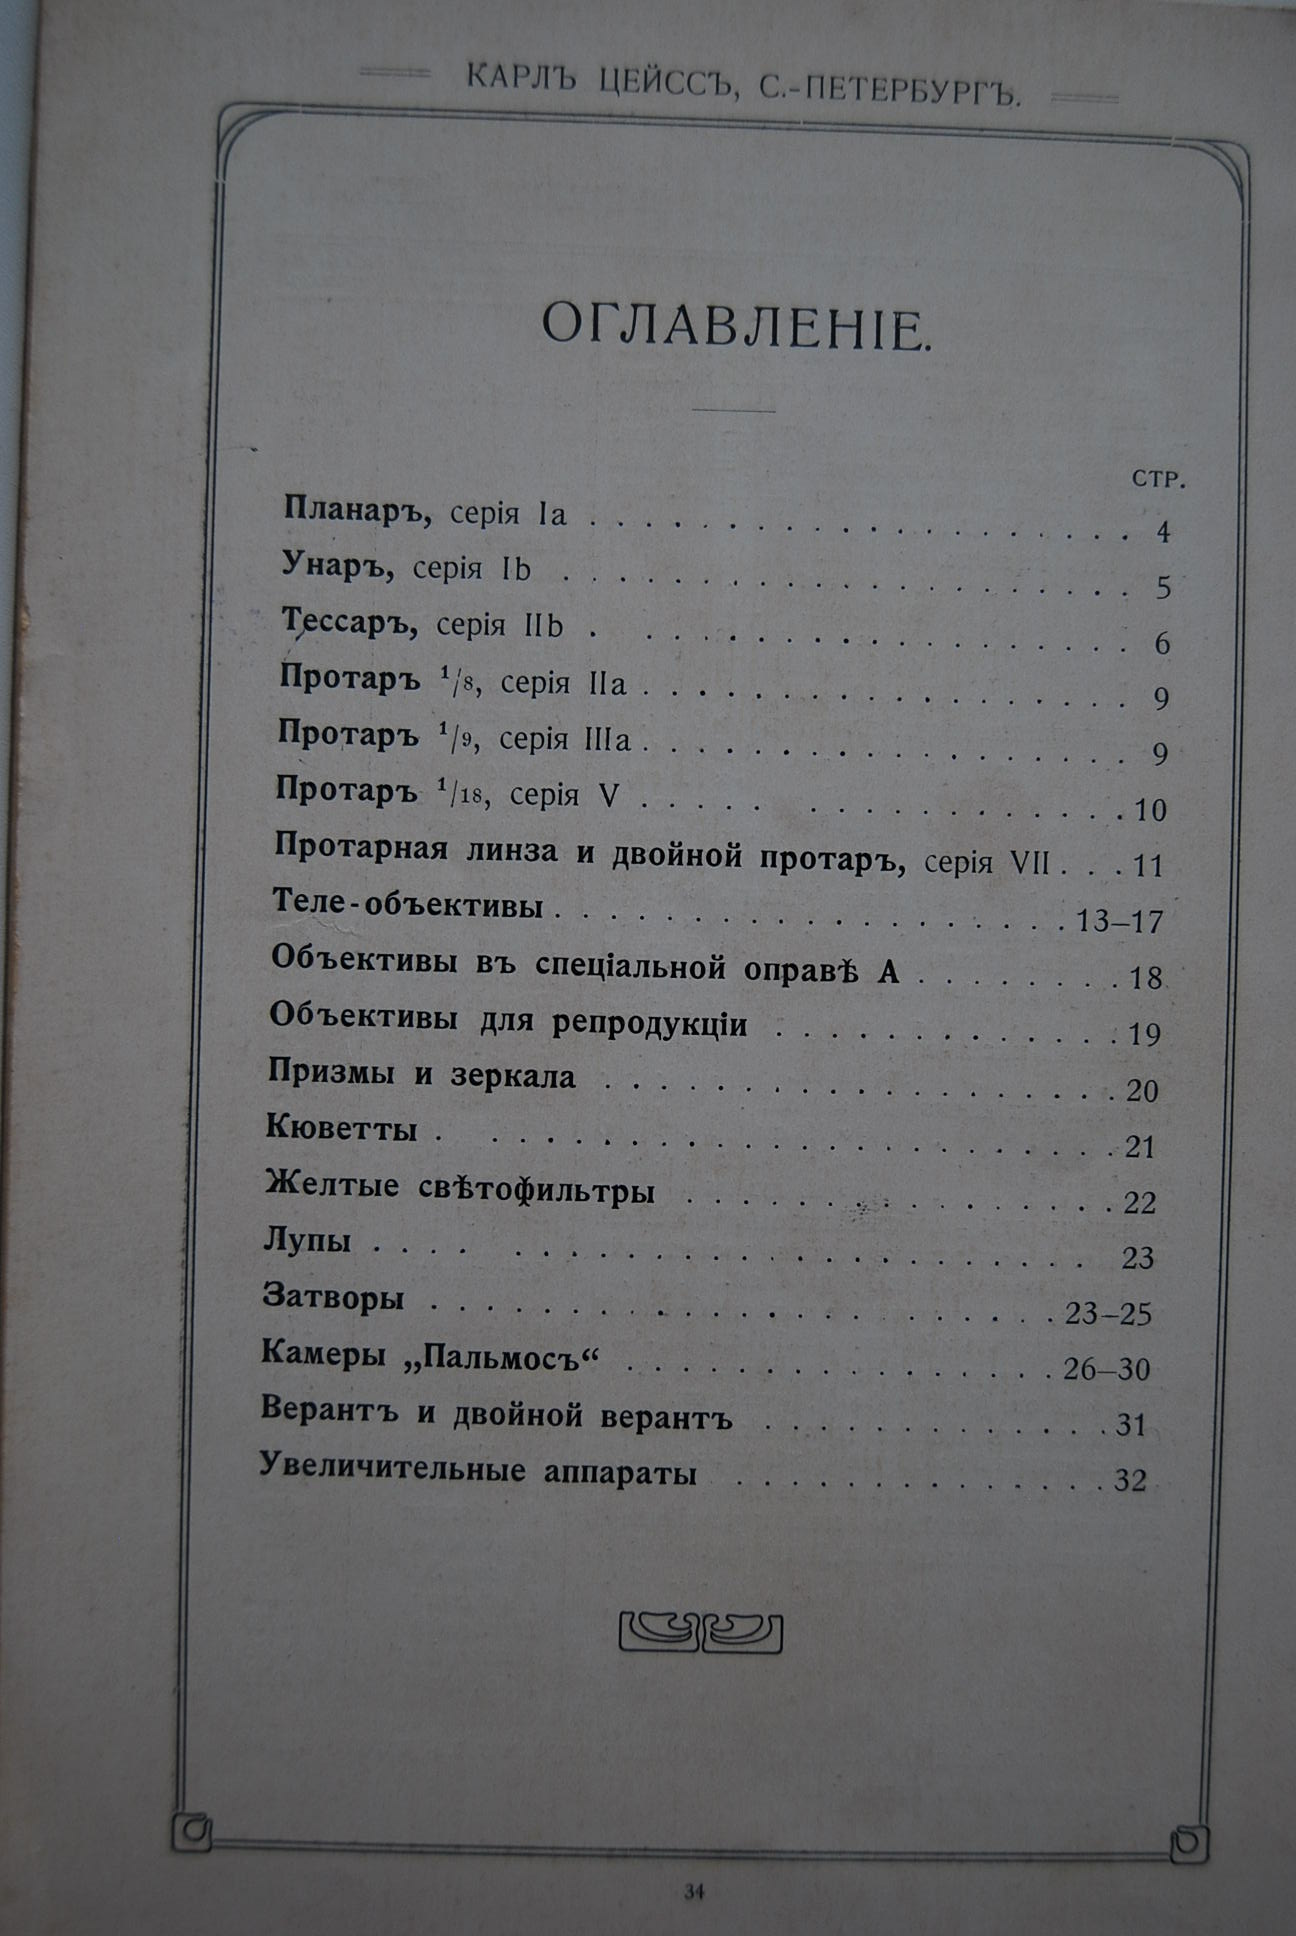 КАРЛЪ ЦЕЙССЪ, С.-ПЕТЕРБУРГЪ.
ОГЛАВЛЕНІЕ.
СТР.
Планаръ, серія Ia . . . . . . . . . . . . . . . . . . . . 4
Унаръ, серія Ib . . . . . . . . . . . . . . . . . . . . . 5
Тессаръ, серія IIb . . . . . . . . . . . . . . . . . . . 6
Протаръ 1/8, серія IIa . . . . . . . . . . . . . . . . . . 9
Протаръ 1/9, серія IIIa . . . . . . . . . . . . . . . . . . 9
Протаръ 1/18, серія V . . . . . . . . . . . . . . . . . 10
Протарная линза и двойной протаръ, серія VII . . . 11
Теле-объективы . . . . . . . . . . . . . . . . . . . 13–17
Объективы въ спеціальной оправѣ А . . . . . . . . 18
Объективы для репродукціи . . . . . . . . . . . . . 19
Призмы и зеркала . . . . . . . . . . . . . . . . . . . 20
Кюветты . . . . . . . . . . . . . . . . . . . . . . . . 21
Желтые свѣтофильтры . . . . . . . . . . . . . . . . 22
Лупы . . . . . . . . . . . . . . . . . . . . . . . . . 23
Затворы . . . . . . . . . . . . . . . . . . . . . . 23–25
Камеры „Пальмосъ“ . . . . . . . . . . . . . . . . 26–30
Верантъ и двойной верантъ . . . . . . . . . . . . . 31
Увеличительные аппараты . . . . . . . . . . . . . . 32
34